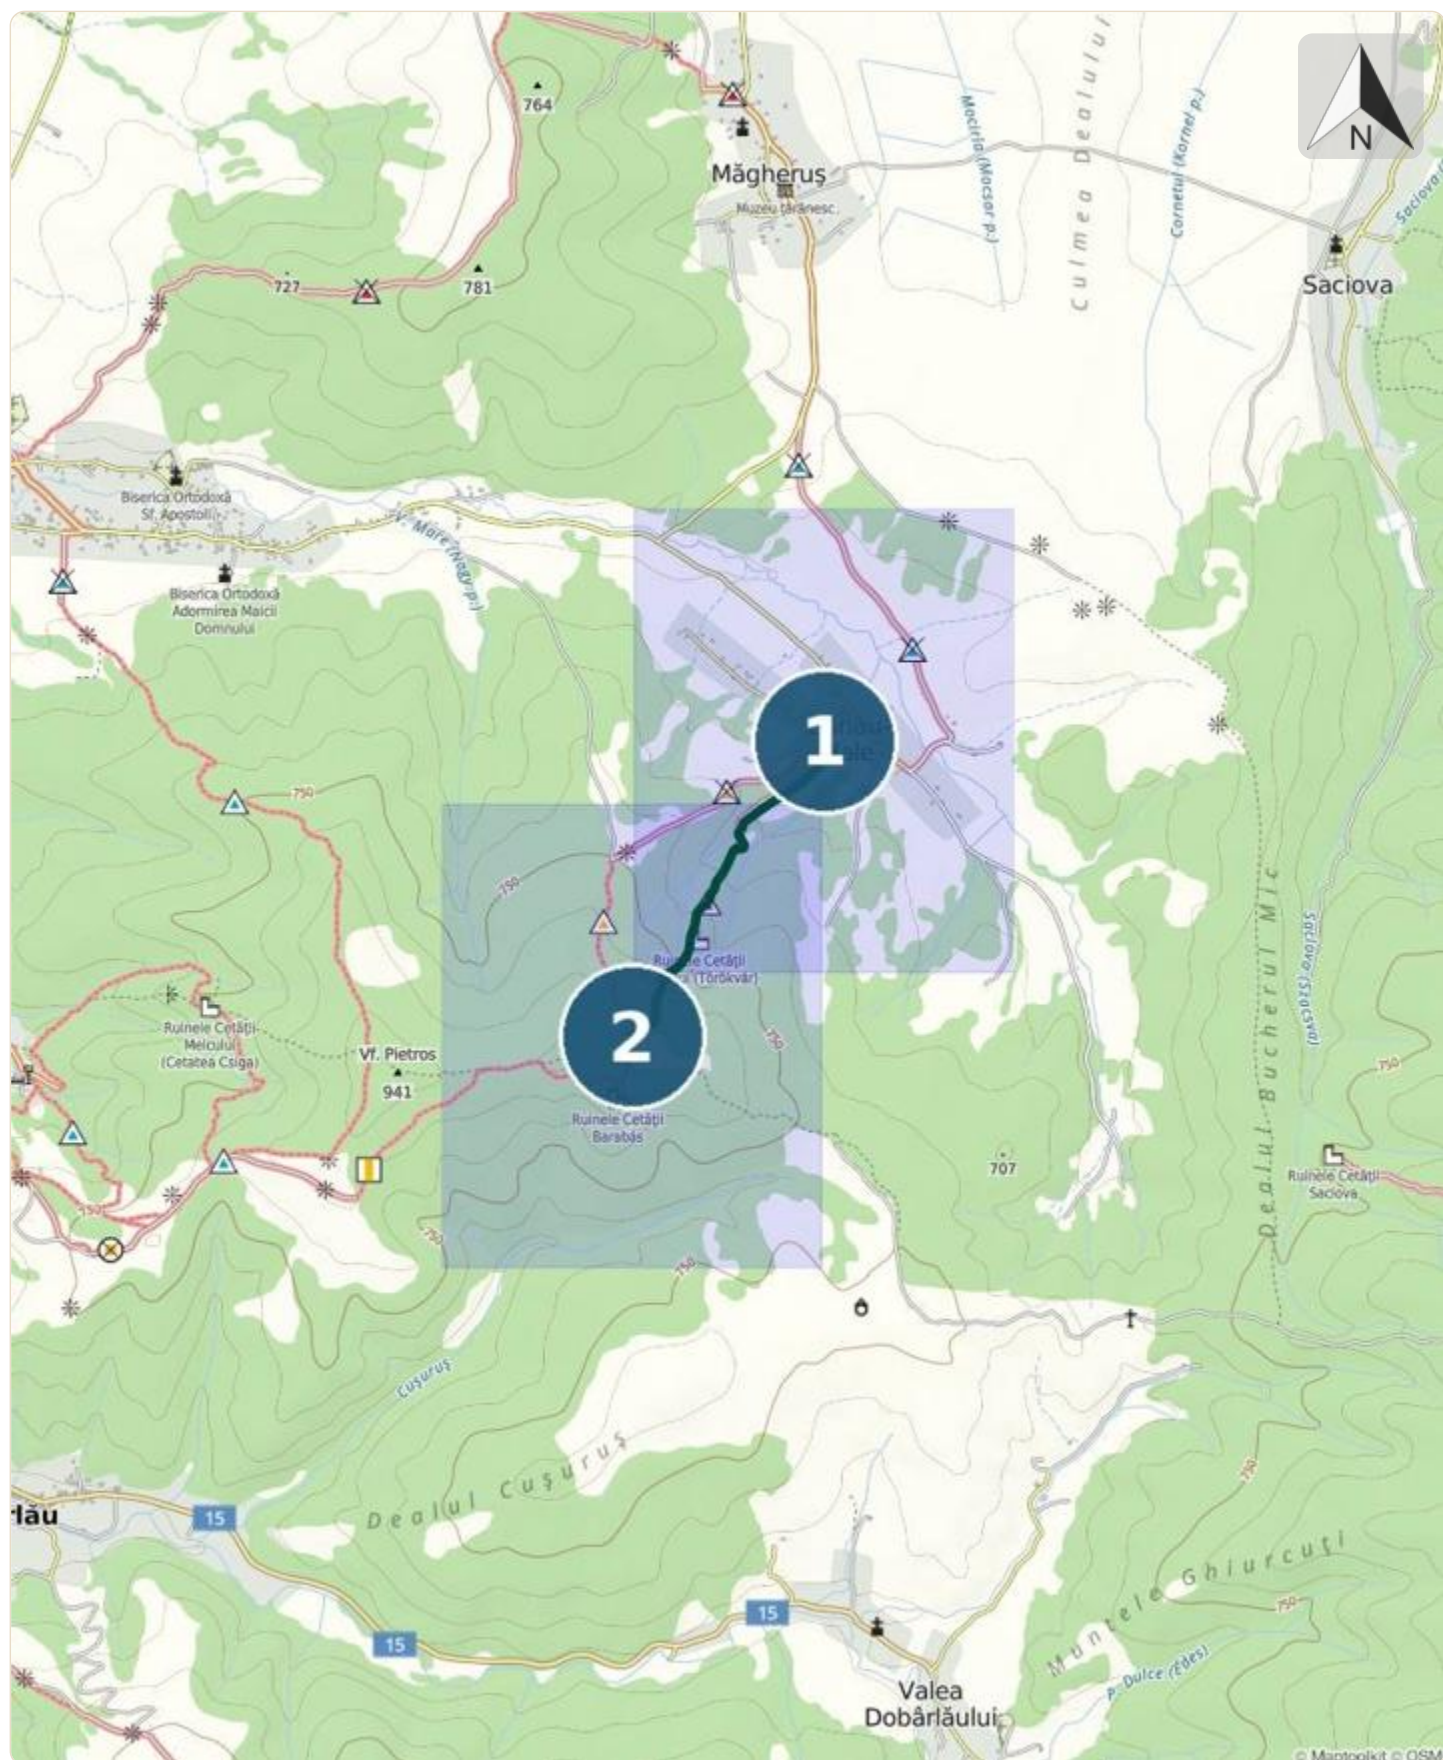 764
N
Măgheruș
Muzeu țărănesc
Mociria (Mocsar p.)
Culmea Dealului
Cornetul (Kornel p.)
Saciova
727
781
Saciova
Biserica Ortodoxă
Sf. Apostoli
V. Mare (Nagy p.)
Biserica Ortodoxă
Adormirea Maicii
Domnului
1
750
750
Ruinele Cetății
(Törökvár)
Ruinele Cetății
Melcului
(Cetatea Csiga)
Vf. Pietros
941
2
750
Ruinele Cetății
Barabás
Dealul Bucherul Mic
750
707
Ruinele Cetății
Saciova
750
750
750
Cușuruș
Dealul Cușuruș
rlău
15
750
Muntele Ghiurcuți
15
15
750
P. Dulce (Édes)
Valea
Dobârlăului
© Maptoolkit © OSM